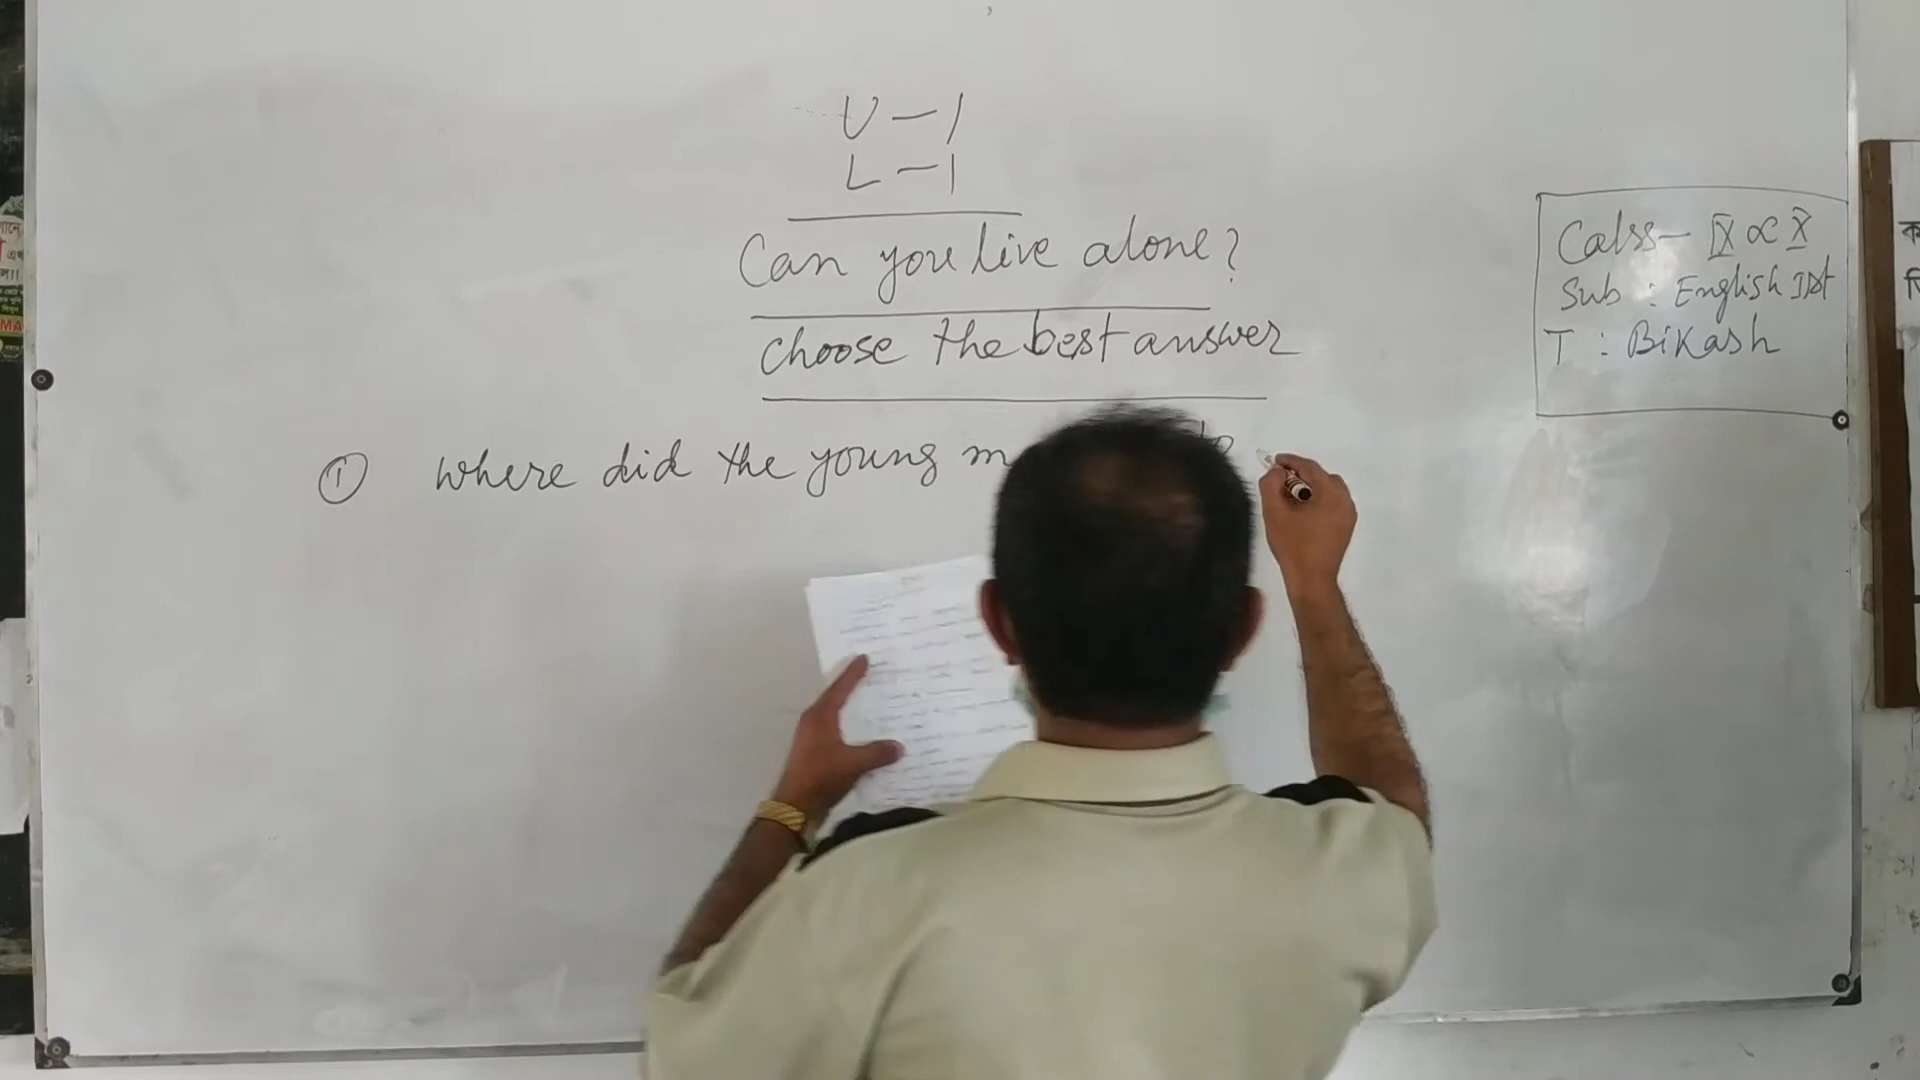 U-1
L-1
Can you live alone?
choose the best answer
① where did the young
Calss- IX & X
Sub : English 1st
T : Bikash
MA